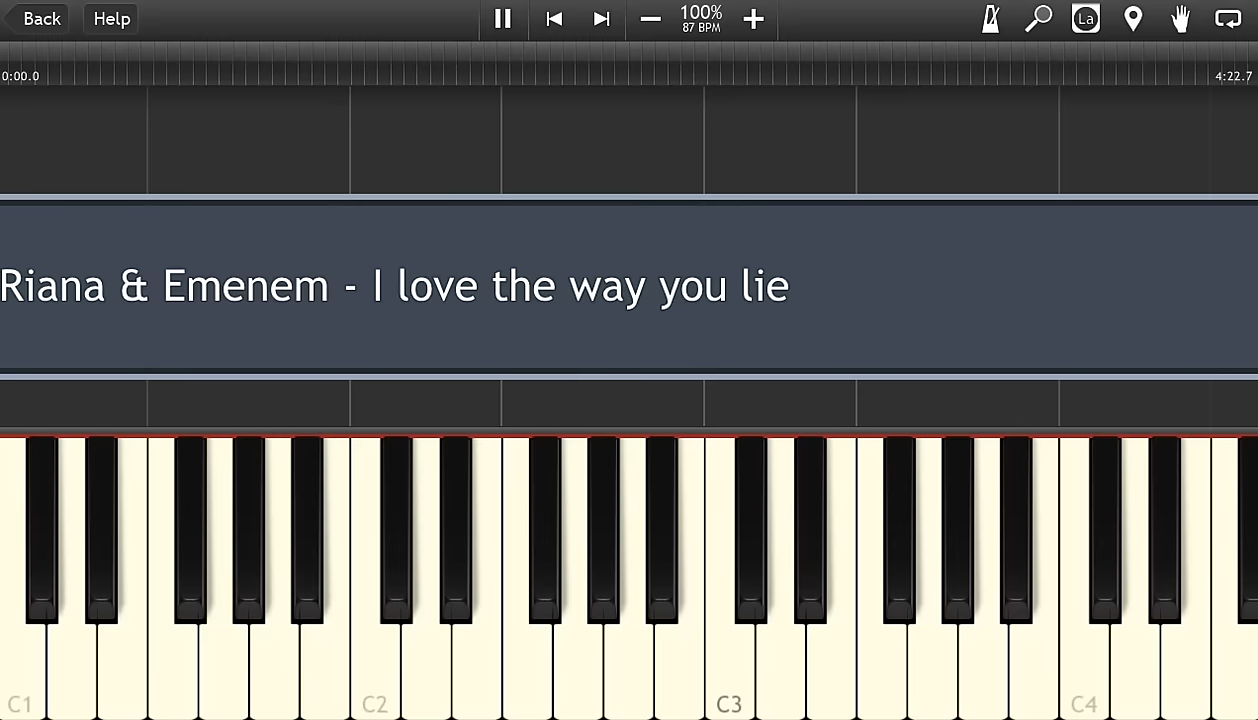 Back Help 100% La
87 BPM
0:00.0 4:22.7
Riana & Emenem - I love the way you lie
C1 C2 C3 C4